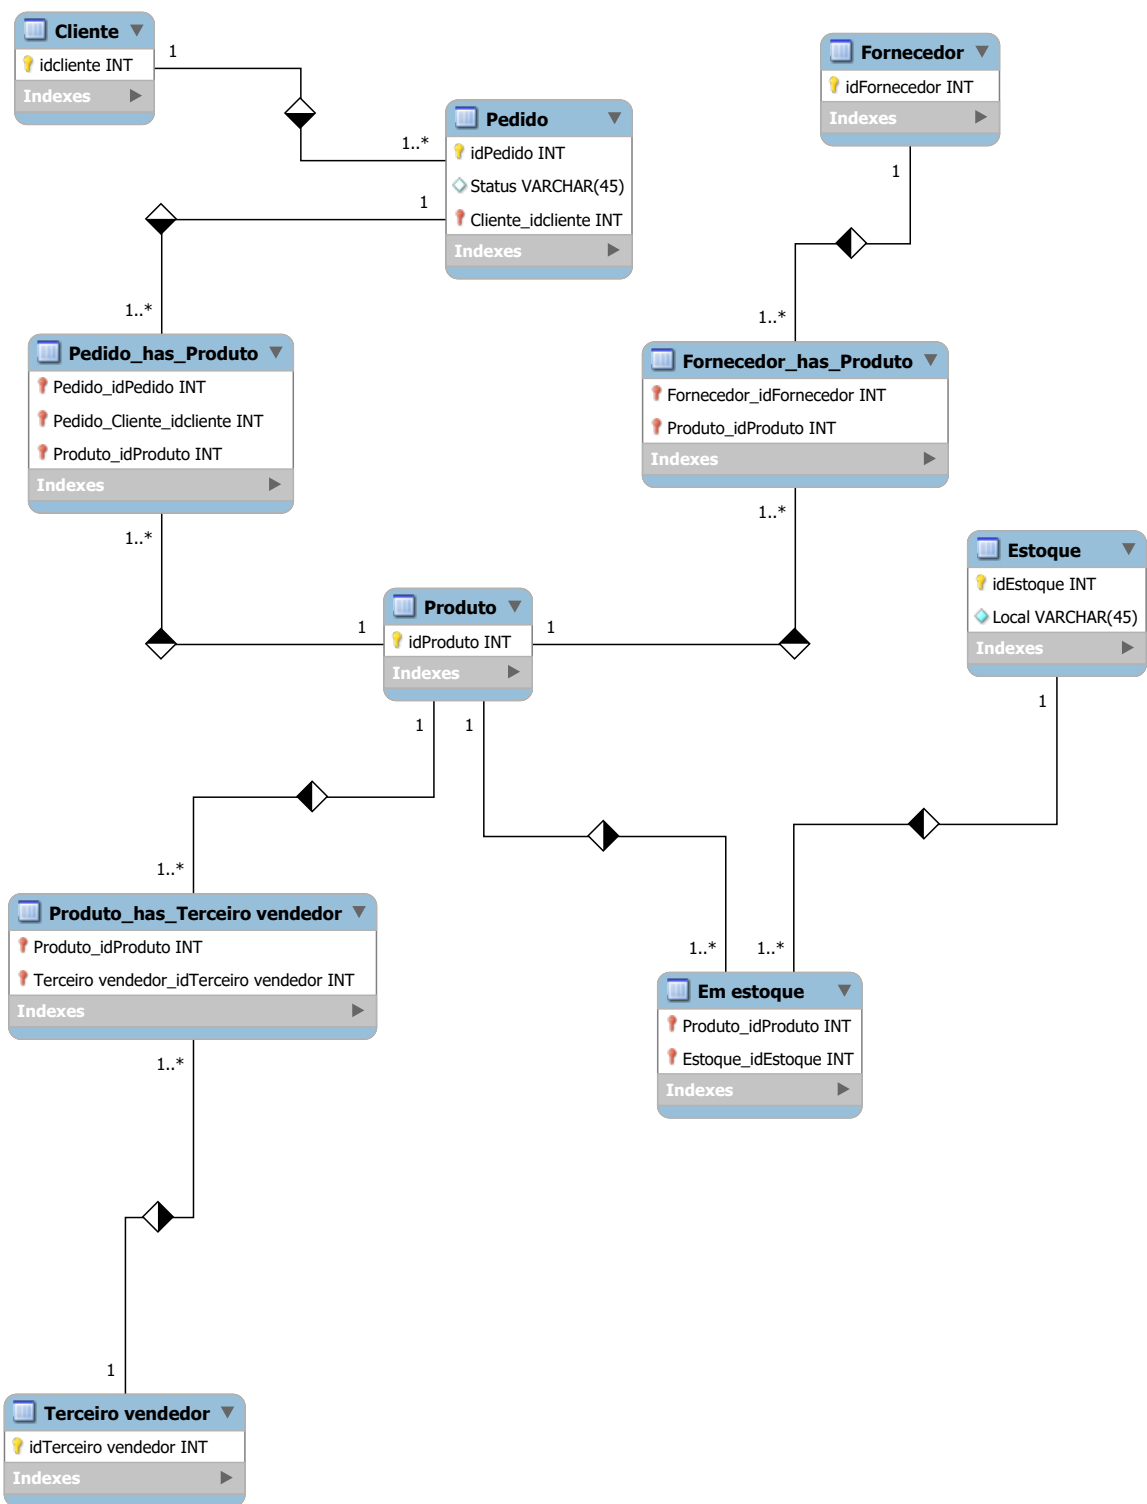 Cliente
idcliente INT
Indexes
1
1..*
Pedido
idPedido INT
Status VARCHAR(45)
Cliente_idcliente INT
Indexes
1
1..*
Fornecedor
idFornecedor INT
Indexes
1
1..*
Pedido_has_Produto
Pedido_idPedido INT
Pedido_Cliente_idcliente INT
Produto_idProduto INT
Indexes
1..*
1
Fornecedor_has_Produto
Fornecedor_idFornecedor INT
Produto_idProduto INT
Indexes
1..*
1
Estoque
idEstoque INT
Local VARCHAR(45)
Indexes
1
Produto
idProduto INT
Indexes
1
1
1..*
1..*
1..*
Produto_has_Terceiro vendedor
Produto_idProduto INT
Terceiro vendedor_idTerceiro vendedor INT
Indexes
1..*
Em estoque
Produto_idProduto INT
Estoque_idEstoque INT
Indexes
1
Terceiro vendedor
idTerceiro vendedor INT
Indexes